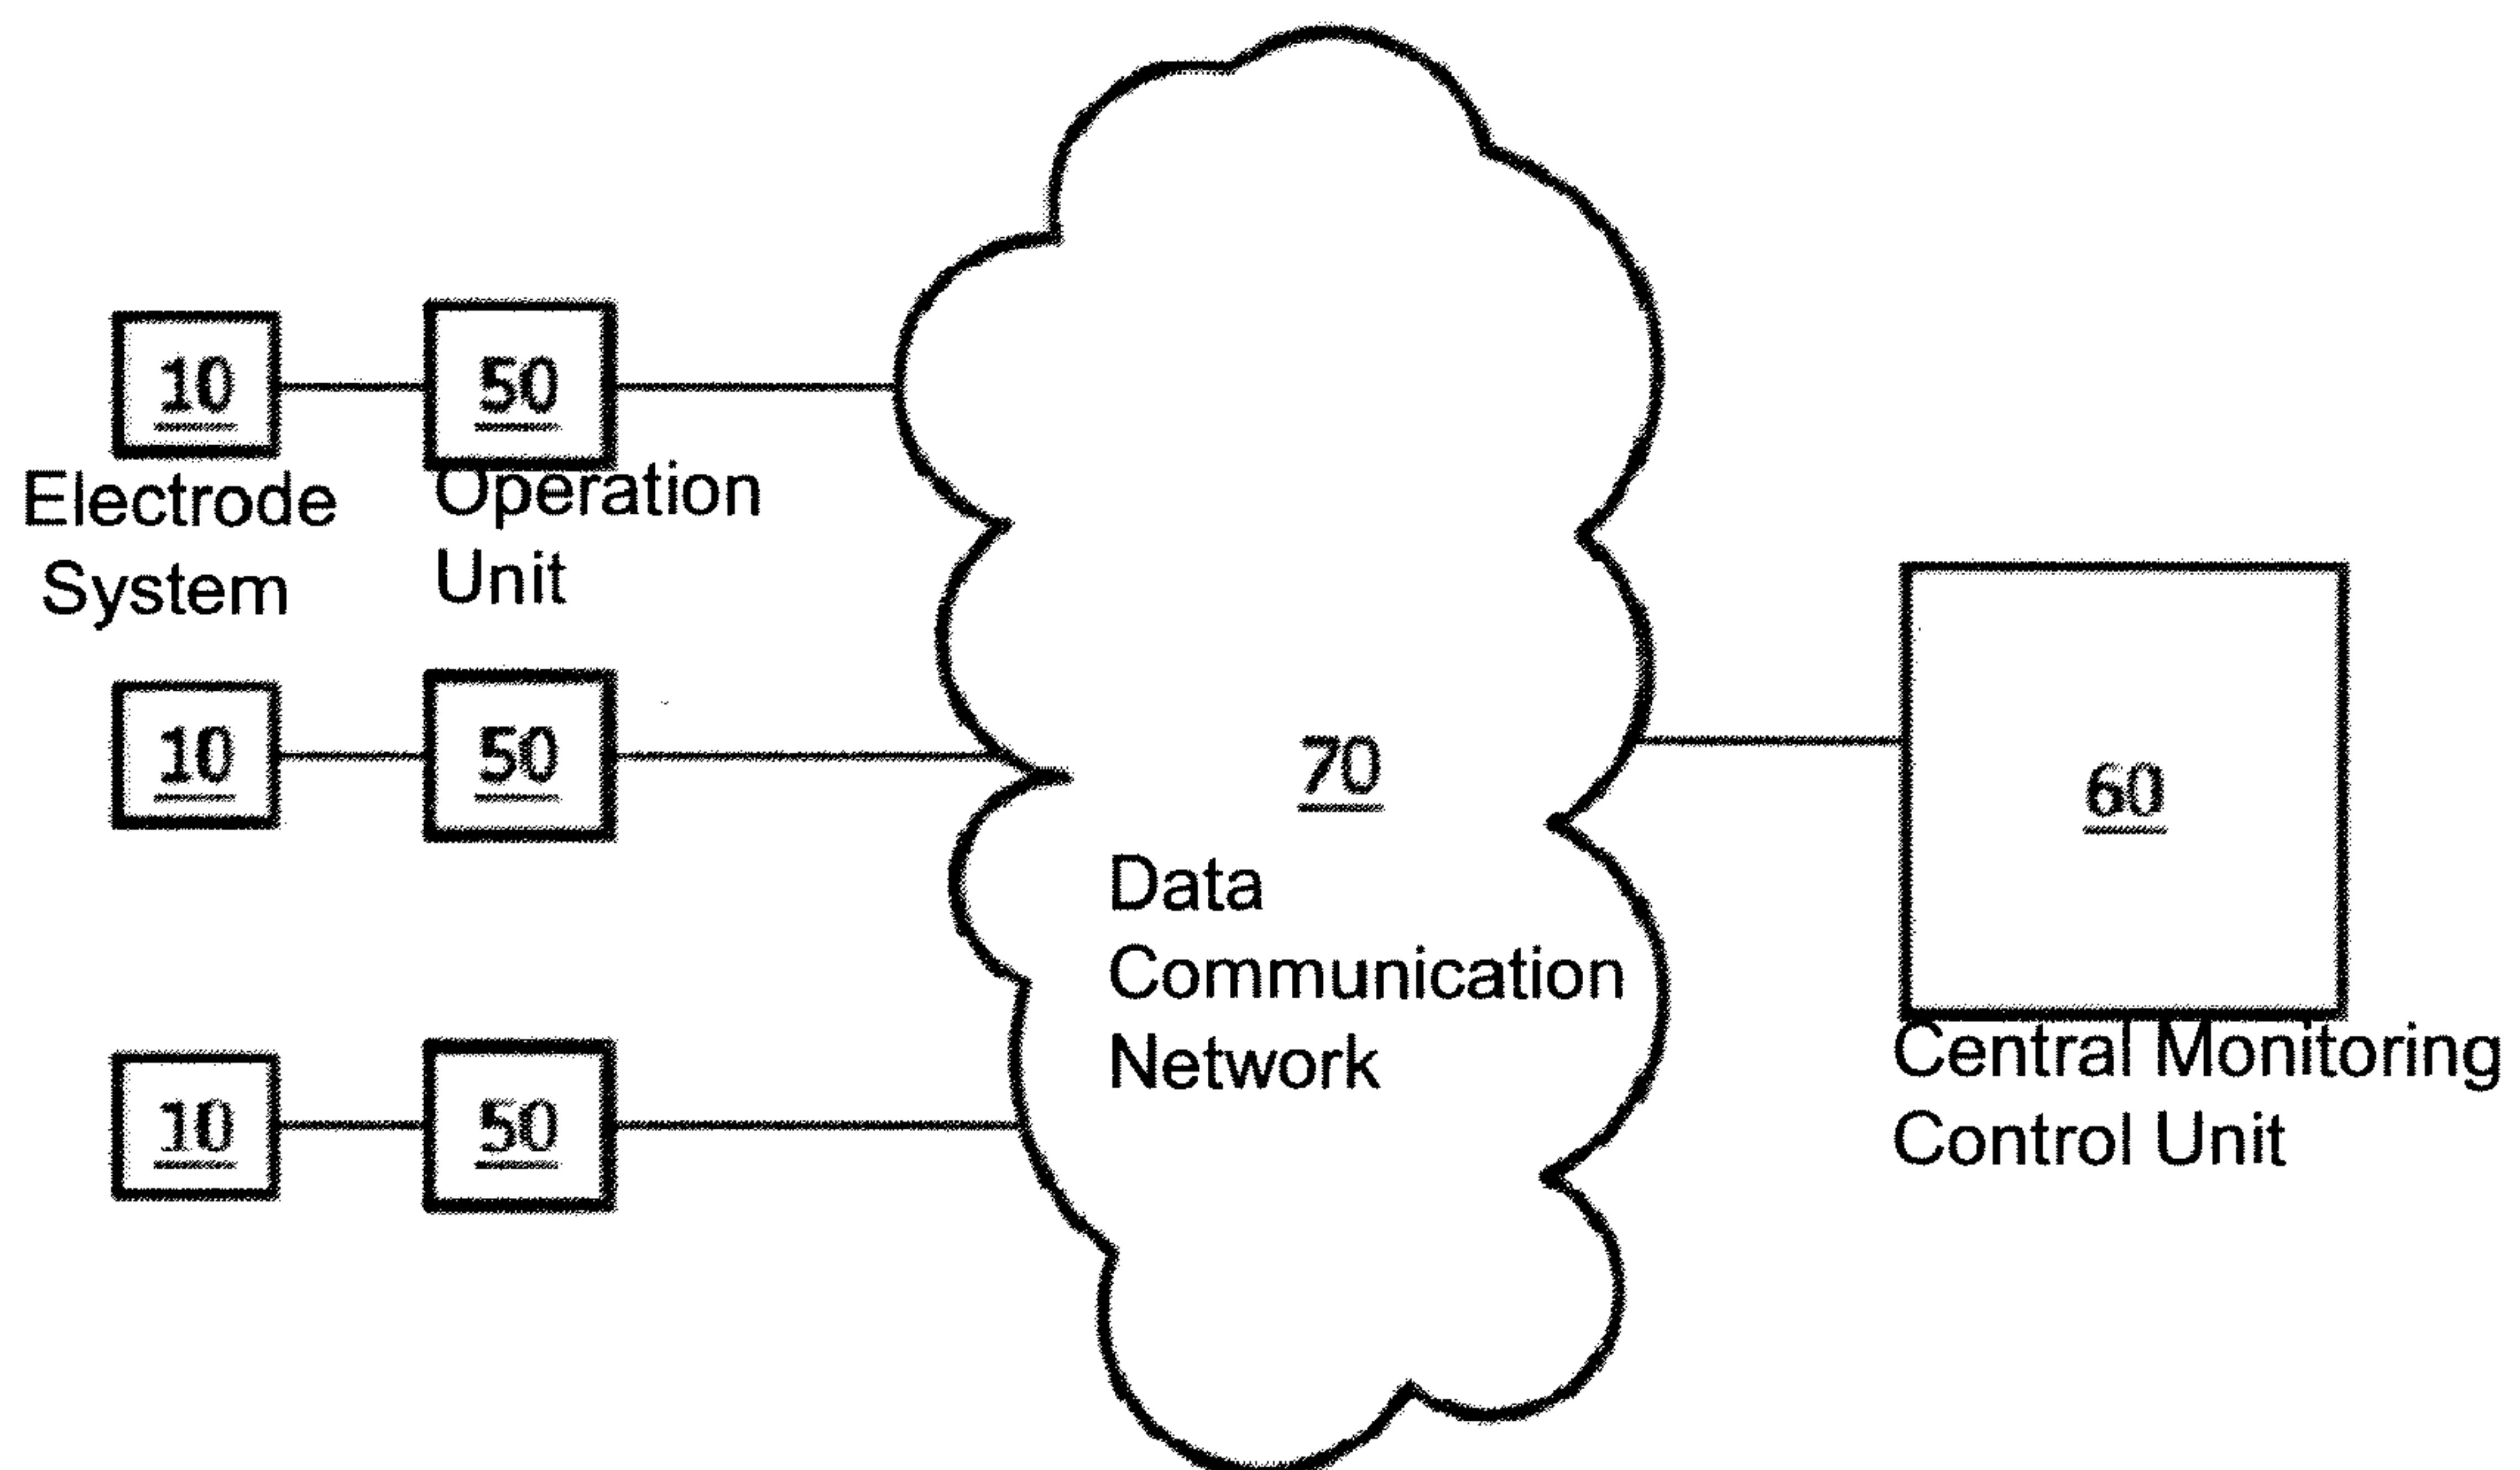 10
50
Electrode
System
Operation
Unit
10
50
70
60
Data
Communication
Network
Central Monitoring
Control Unit
10
50